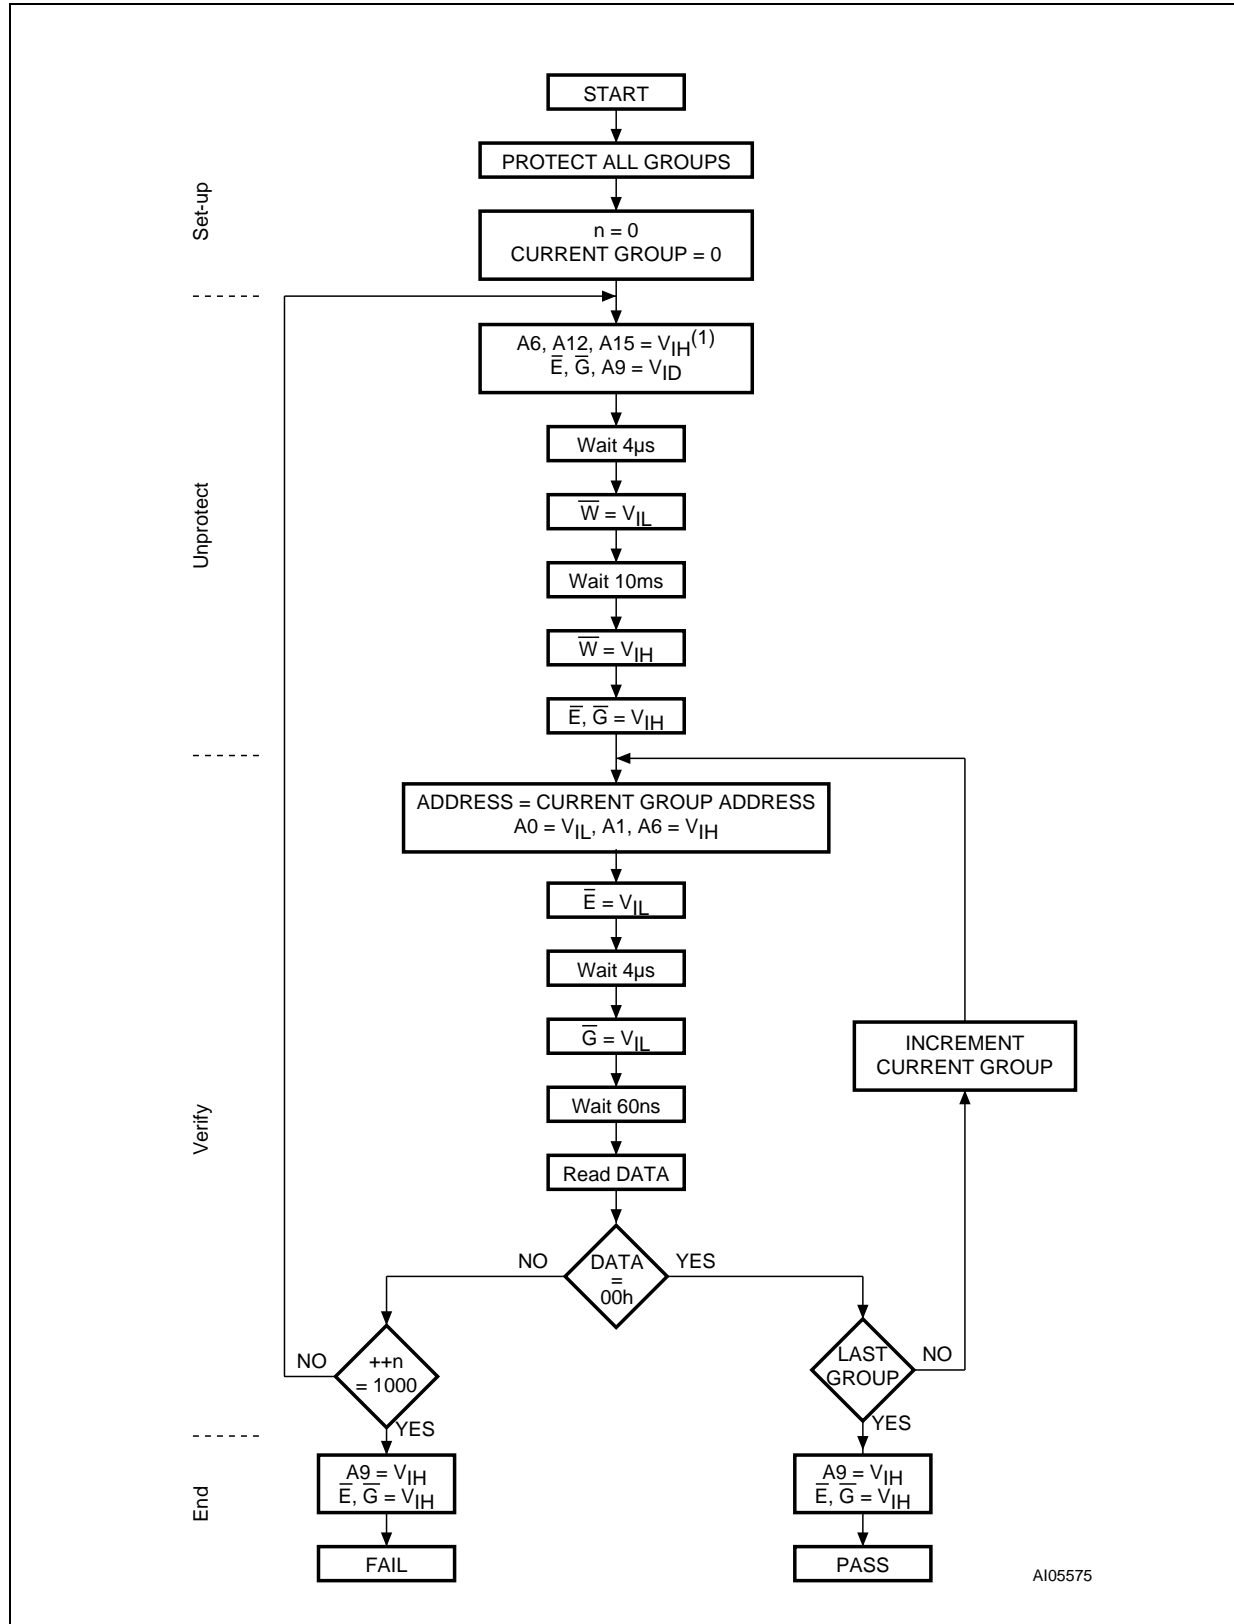 START
PROTECT ALL GROUPS
Set-up
n = 0
CURRENT GROUP = 0
A6, A12, A15 = VIH(1)
E̅, G̅, A9 = VID
Unprotect
Wait 4µs
W̅ = VIL
Wait 10ms
W̅ = VIH
E̅, G̅ = VIH
ADDRESS = CURRENT GROUP ADDRESS
A0 = VIL, A1, A6 = VIH
E̅ = VIL
Wait 4µs
G̅ = VIL
INCREMENT
CURRENT GROUP
Verify
Wait 60ns
Read DATA
NO
DATA
=
00h
YES
NO
++n
= 1000
YES
LAST
GROUP
NO
YES
End
A9 = VIH
E̅, G̅ = VIH
A9 = VIH
E̅, G̅ = VIH
FAIL
PASS
AI05575